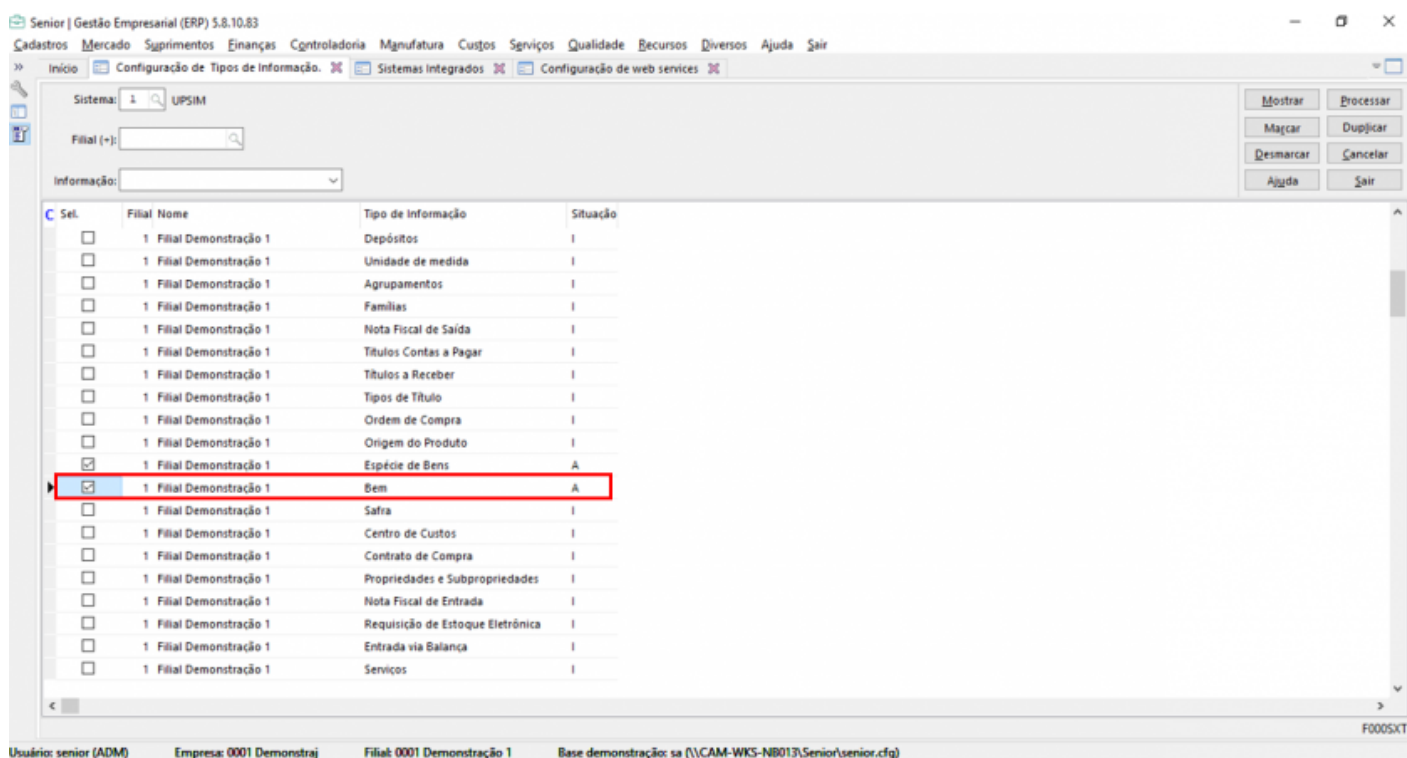 Senior | Gestão Empresarial (ERP) 5.8.10.83
Cadastros Mercado Suprimentos Finanças Controladoria Manufatura Custos Serviços Qualidade Recursos Diversos Ajuda Sair
Início Configuração de Tipos de Informação. Sistemas Integrados Configuração de web services
Sistema: 1 UPSIM Mostrar Processar
Filial (+): Marcar Duplicar
Desmarcar Cancelar
Informação: Ajuda Sair
C Sel. Filial Nome Tipo de Informação Situação
1 Filial Demonstração 1 Depósitos I
1 Filial Demonstração 1 Unidade de medida I
1 Filial Demonstração 1 Agrupamentos I
1 Filial Demonstração 1 Famílias I
1 Filial Demonstração 1 Nota Fiscal de Saída I
1 Filial Demonstração 1 Títulos Contas a Pagar I
1 Filial Demonstração 1 Títulos a Receber I
1 Filial Demonstração 1 Tipos de Título I
1 Filial Demonstração 1 Ordem de Compra I
1 Filial Demonstração 1 Origem do Produto I
1 Filial Demonstração 1 Espécie de Bens A
1 Filial Demonstração 1 Bem A
1 Filial Demonstração 1 Safra I
1 Filial Demonstração 1 Centro de Custos I
1 Filial Demonstração 1 Contrato de Compra I
1 Filial Demonstração 1 Propriedades e Subpropriedades I
1 Filial Demonstração 1 Nota Fiscal de Entrada I
1 Filial Demonstração 1 Requisição de Estoque Eletrônica I
1 Filial Demonstração 1 Entrada via Balança I
1 Filial Demonstração 1 Serviços I
F000SXT
Usuário: senior (ADM) Empresa: 0001 Demonstraj Filial: 0001 Demonstração 1 Base demonstração: sa (\\CAM-WKS-NB013\Senior\senior.cfg)